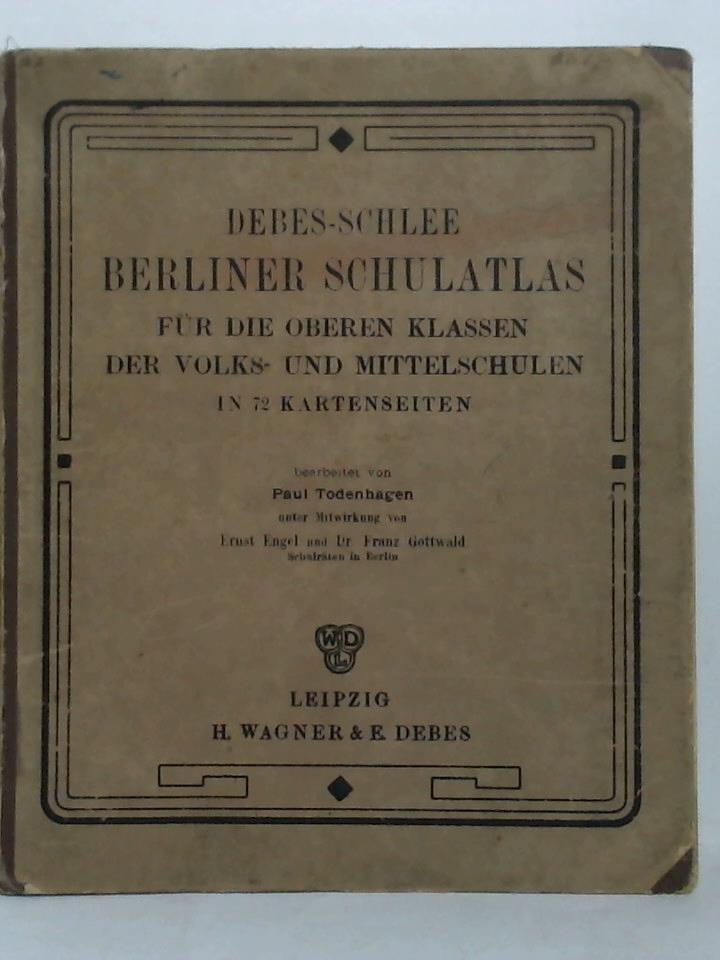 DEBES-SCHLEE
BERLINER SCHULATLAS
FÜR DIE OBEREN KLASSEN
DER VOLKS- UND MITTELSCHULEN
IN 72 KARTENSEITEN
bearbeitet von
Paul Todenhagen
unter Mitwirkung von
Ernst Engel und Dr. Franz Gottwald
Schulräten in Berlin
W D
L
LEIPZIG
H. WAGNER & E. DEBES